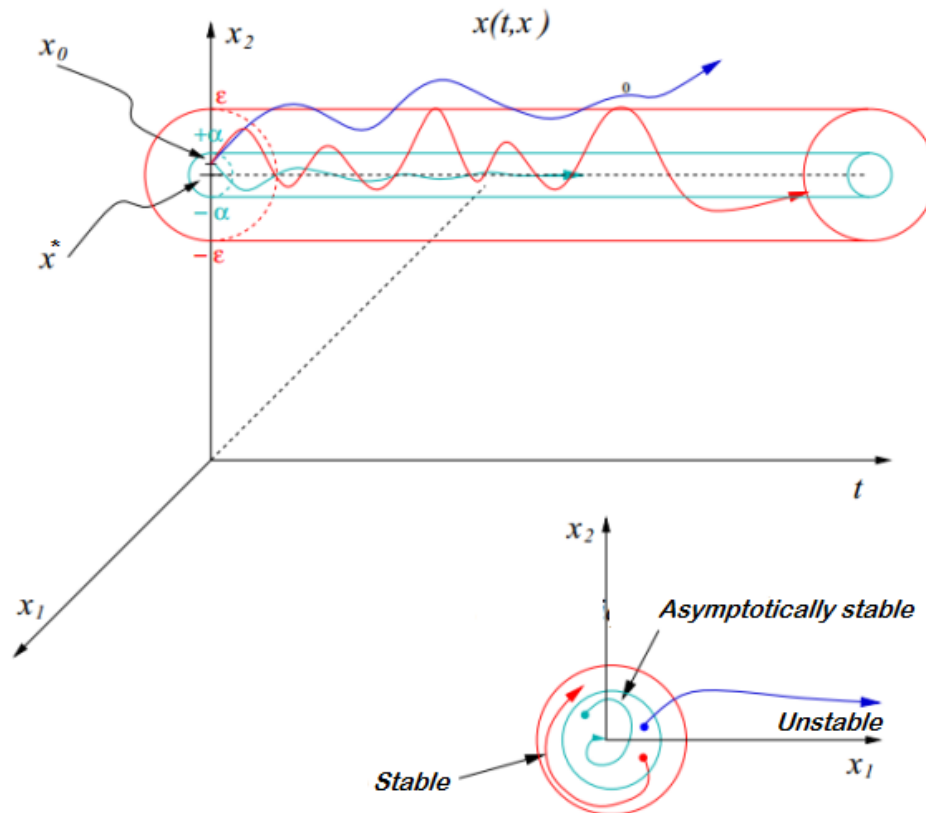 x(t,x )
0
x₂
x₀
ε
+α
−α
x*
−ε
t
x₁
x₂
Asymptotically stable
Unstable
x₁
Stable